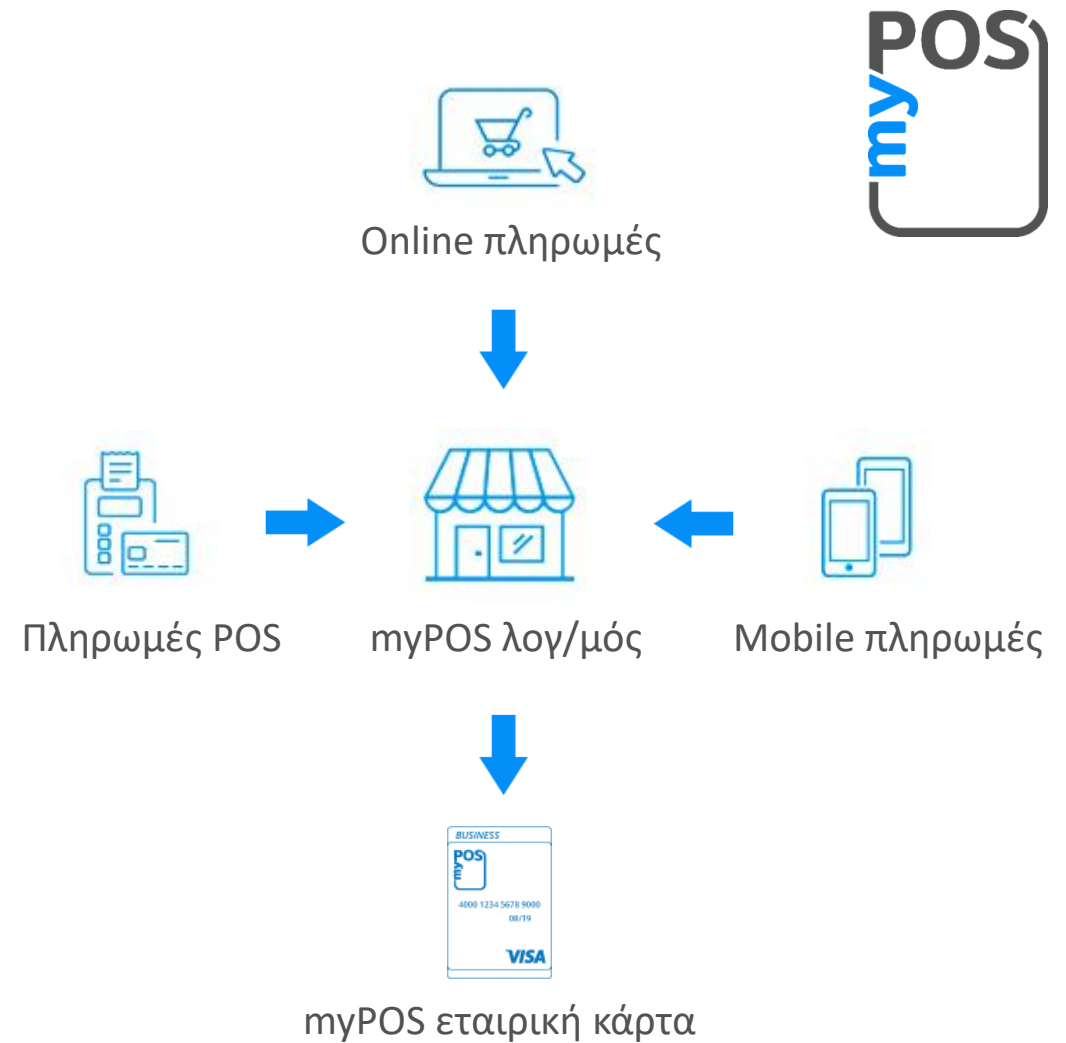 myPOS
Online πληρωμές
Πληρωμές POS
myPOS λογ/μός
Mobile πληρωμές
BUSINESS
myPOS
4000 1234 5678 9000
08/19
VISA
myPOS εταιρική κάρτα